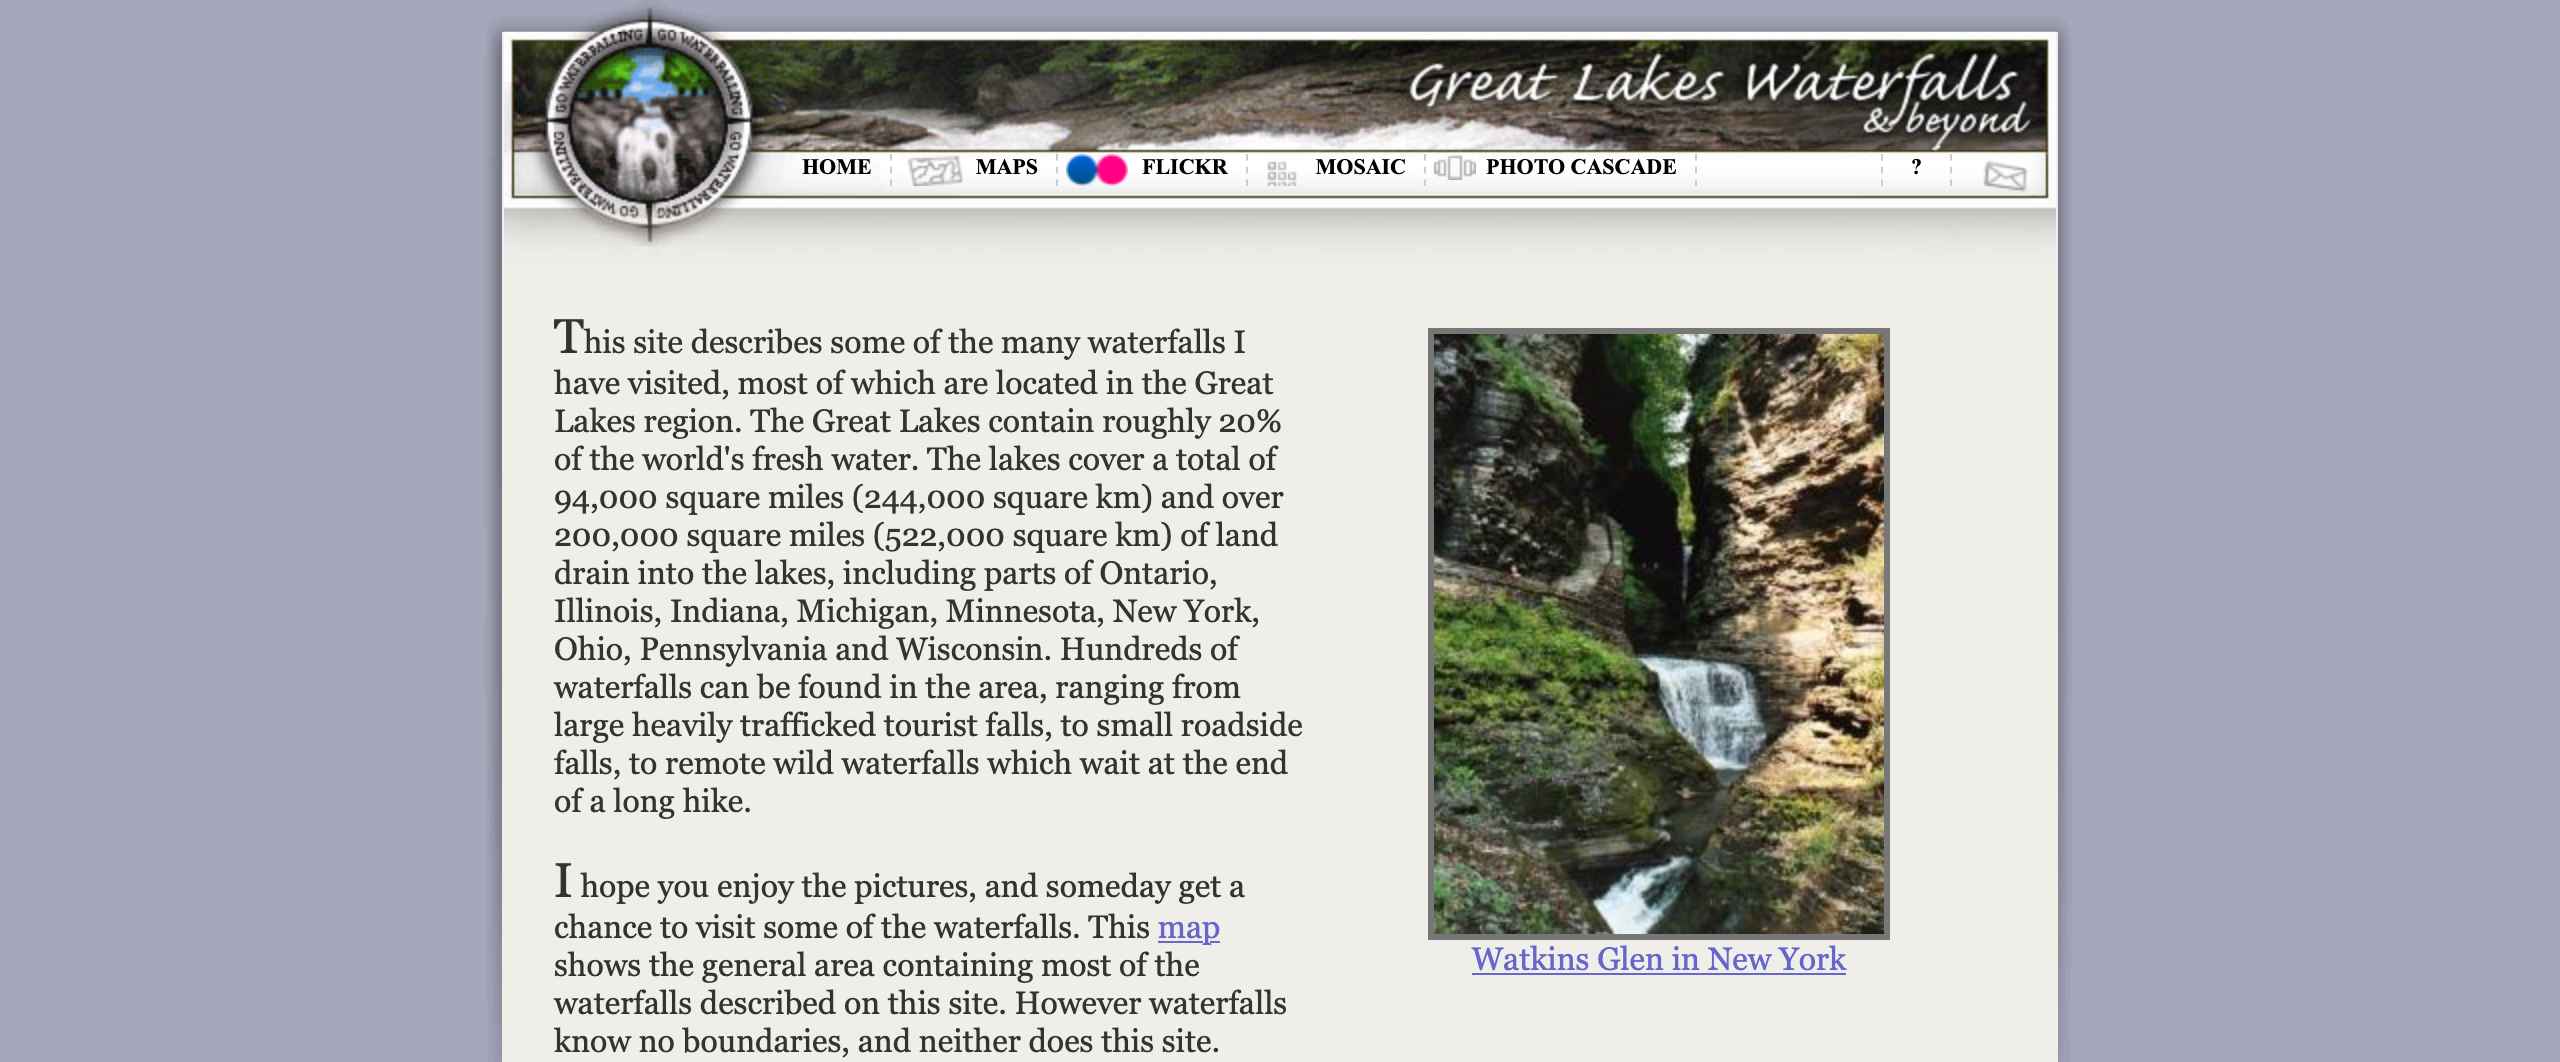 GO WATERFALLING GO WATERFALLING GO WATERFALLING GO WATERFALLING
Great Lakes Waterfalls
& beyond
HOME MAPS FLICKR MOSAIC PHOTO CASCADE ?
This site describes some of the many waterfalls I
have visited, most of which are located in the Great
Lakes region. The Great Lakes contain roughly 20%
of the world's fresh water. The lakes cover a total of
94,000 square miles (244,000 square km) and over
200,000 square miles (522,000 square km) of land
drain into the lakes, including parts of Ontario,
Illinois, Indiana, Michigan, Minnesota, New York,
Ohio, Pennsylvania and Wisconsin. Hundreds of
waterfalls can be found in the area, ranging from
large heavily trafficked tourist falls, to small roadside
falls, to remote wild waterfalls which wait at the end
of a long hike.
I hope you enjoy the pictures, and someday get a
chance to visit some of the waterfalls. This map
shows the general area containing most of the
waterfalls described on this site. However waterfalls
know no boundaries, and neither does this site.
Watkins Glen in New York